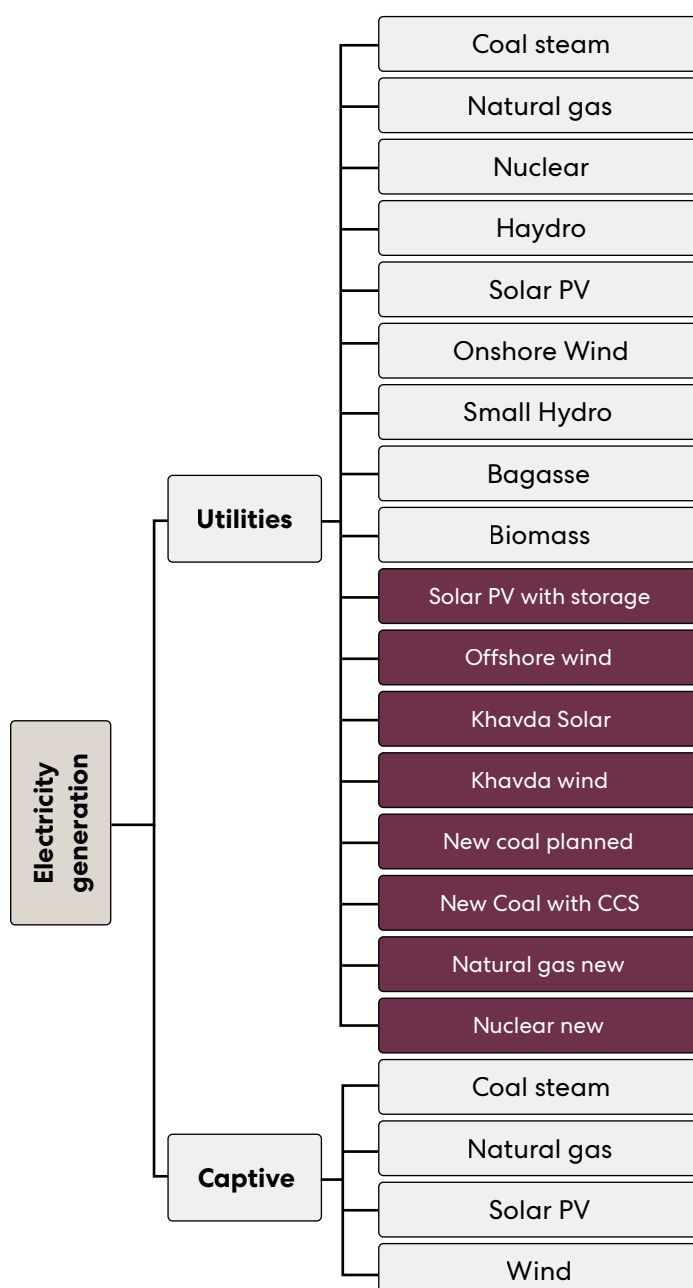 Coal steam
Natural gas
Nuclear
Haydro
Solar PV
Onshore Wind
Small Hydro
Bagasse
Utilities
Biomass
Solar PV with storage
Offshore wind
Khavda Solar
Khavda wind
Electricity
generation
New coal planned
New Coal with CCS
Natural gas new
Nuclear new
Coal steam
Natural gas
Captive
Solar PV
Wind